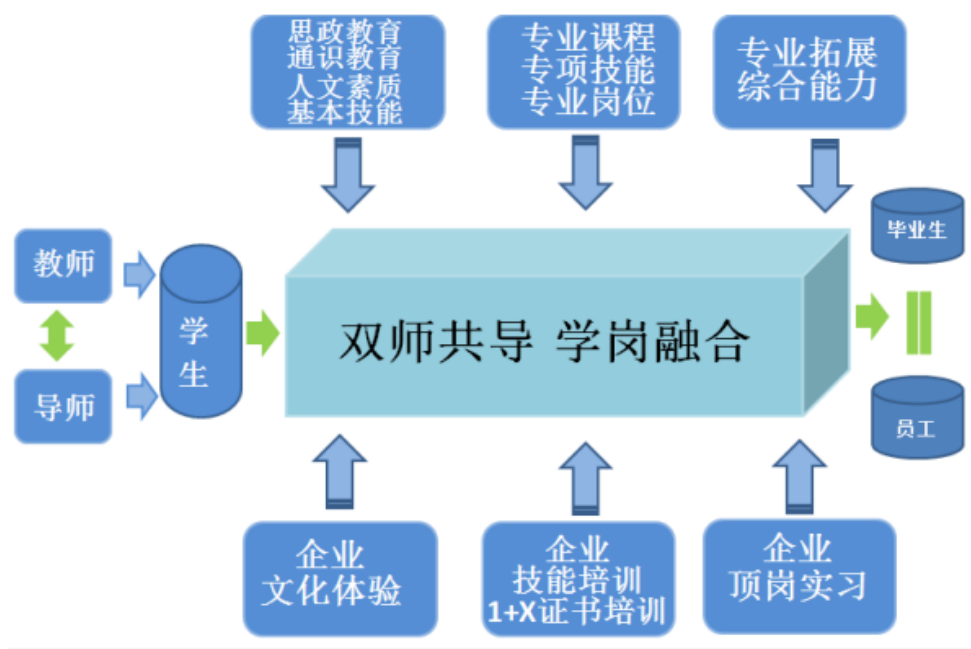 思政教育
通识教育
人文素质
基本技能
专业课程
专项技能
专业岗位
专业拓展
综合能力
教师
导师
学
生
双师共导 学岗融合
毕业生
员工
企业
文化体验
企业
技能培训
1+X证书培训
企业
顶岗实习